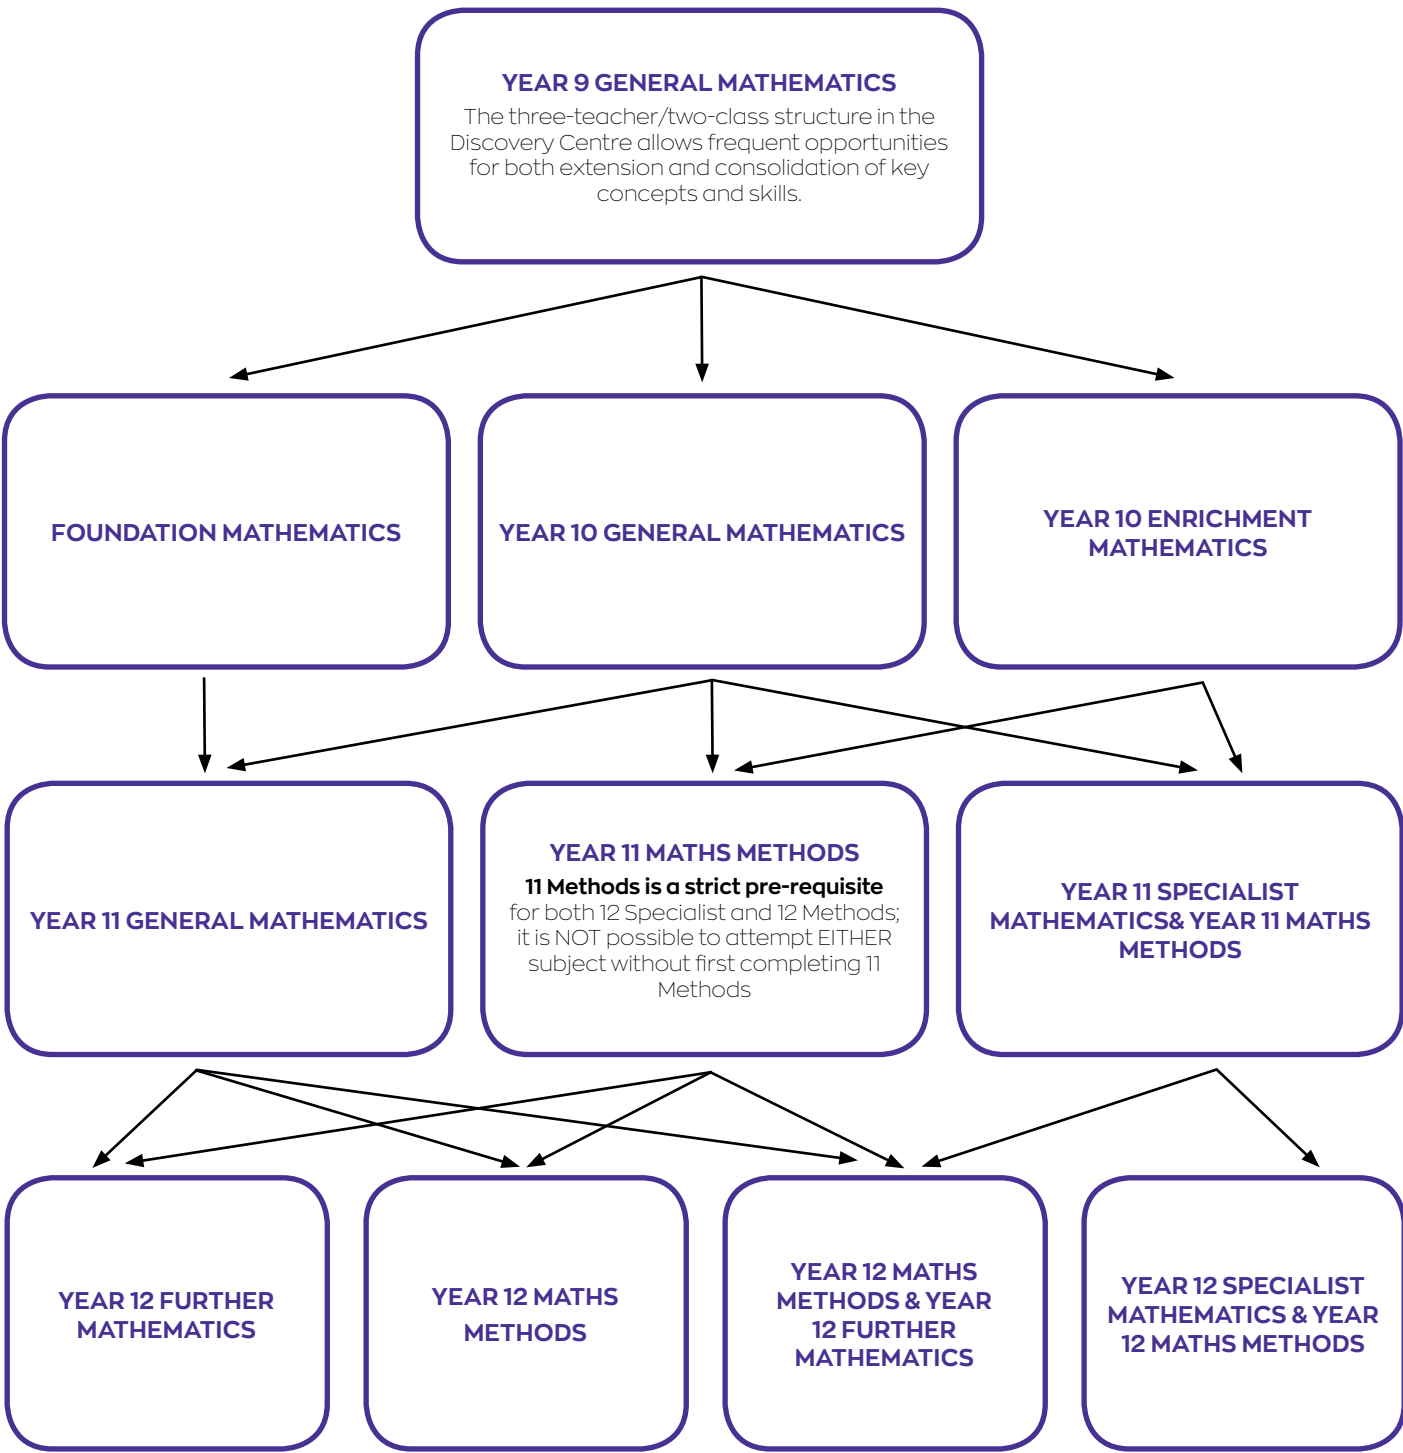 YEAR 9 GENERAL MATHEMATICS
The three-teacher/two-class structure in the
Discovery Centre allows frequent opportunities
for both extension and consolidation of key
concepts and skills.
FOUNDATION MATHEMATICS
YEAR 10 GENERAL MATHEMATICS
YEAR 10 ENRICHMENT
MATHEMATICS
YEAR 11 GENERAL MATHEMATICS
YEAR 11 MATHS METHODS
11 Methods is a strict pre-requisite
for both 12 Specialist and 12 Methods;
it is NOT possible to attempt EITHER
subject without first completing 11
Methods
YEAR 11 SPECIALIST
MATHEMATICS& YEAR 11 MATHS
METHODS
YEAR 12 FURTHER
MATHEMATICS
YEAR 12 MATHS
METHODS
YEAR 12 MATHS
METHODS & YEAR
12 FURTHER
MATHEMATICS
YEAR 12 SPECIALIST
MATHEMATICS & YEAR
12 MATHS METHODS